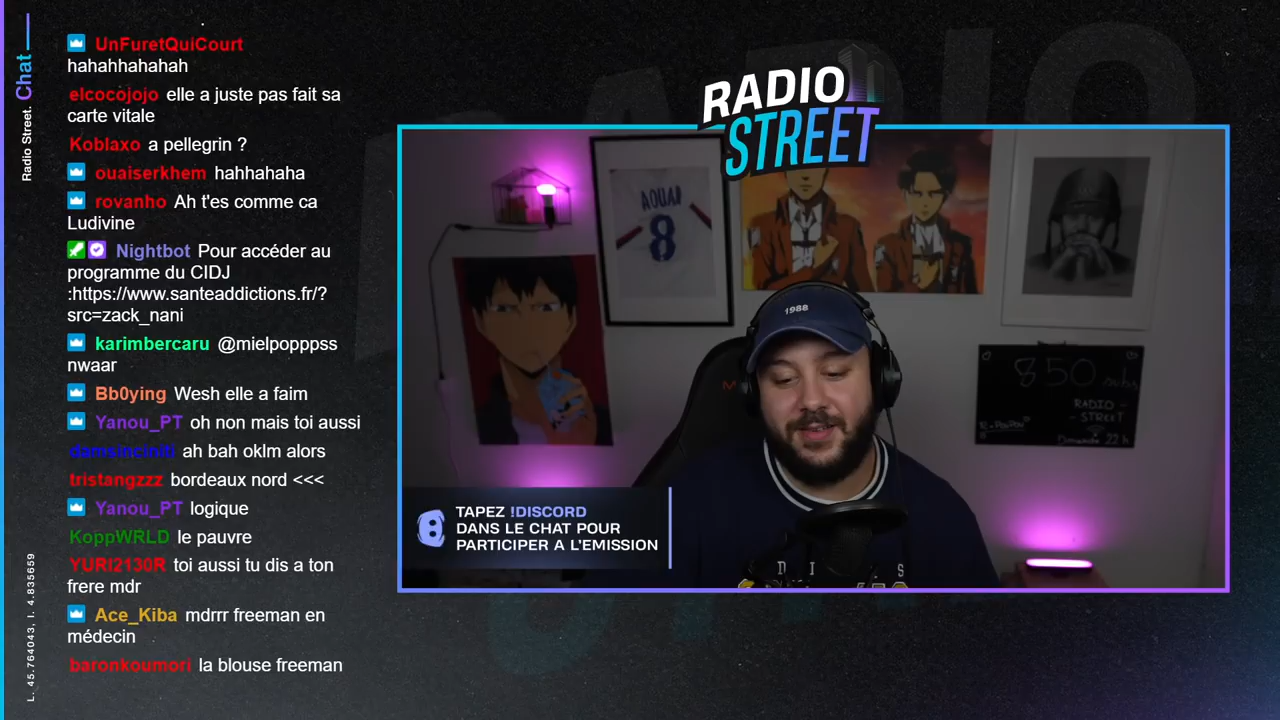 Radio Street. Chat
UnFuretQuiCourt
hahahhahahah
elcocojojo elle a juste pas fait sa
carte vitale
Koblaxo a pellegrin ?
ouaiserkhem hahhahaha
rovanho Ah t'es comme ca
Ludivine
Nightbot Pour accéder au
programme du CIDJ
:https://www.santeaddictions.fr/?
src=zack_nani
karimbercaru @mielpopppss
nwaar
Bb0ying Wesh elle a faim
Yanou_PT oh non mais toi aussi
damsincinifi ah bah oklm alors
tristangzzz bordeaux nord <<<
Yanou_PT logique
KoppWRLD le pauvre
YURI2130R toi aussi tu dis a ton
frere mdr
Ace_Kiba mdrrr freeman en
médecin
baronkoumori la blouse freeman
L. 45.764043, l. 4.835659
RADIO
STREET
AOUAR
8
1988
850 subs
RADIO -
- STREET
Dimanche 22h
TAPEZ !DISCORD
DANS LE CHAT POUR
PARTICIPER A L'EMISSION